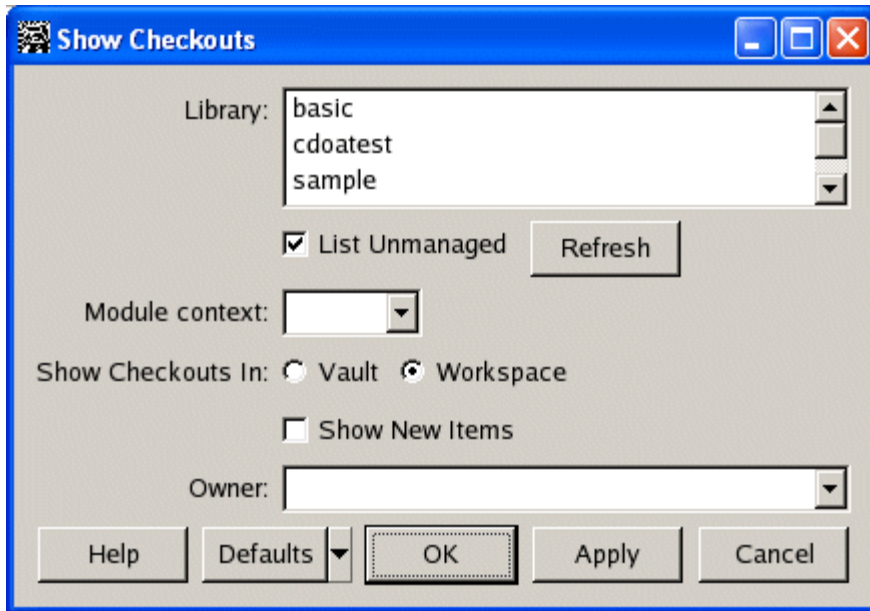 Show Checkouts
Library:
basic
cdoatest
sample
List Unmanaged
Refresh
Module context:
Show Checkouts In: Vault Workspace
Show New Items
Owner:
Help Defaults OK Apply Cancel